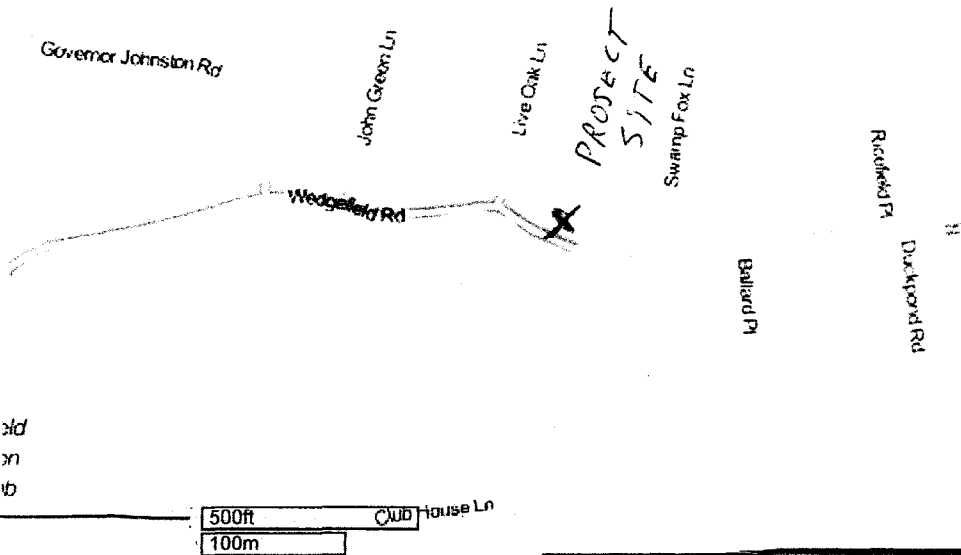 Governor Johnston Rd
John Green Ln
Live Oak Ln
PROJECT
SITE
Swamp Fox Ln
Ricefield Pl
Wedgefield Rd
Duckpond Rd
Ballard Pl
500ft
Club House Ln
100m